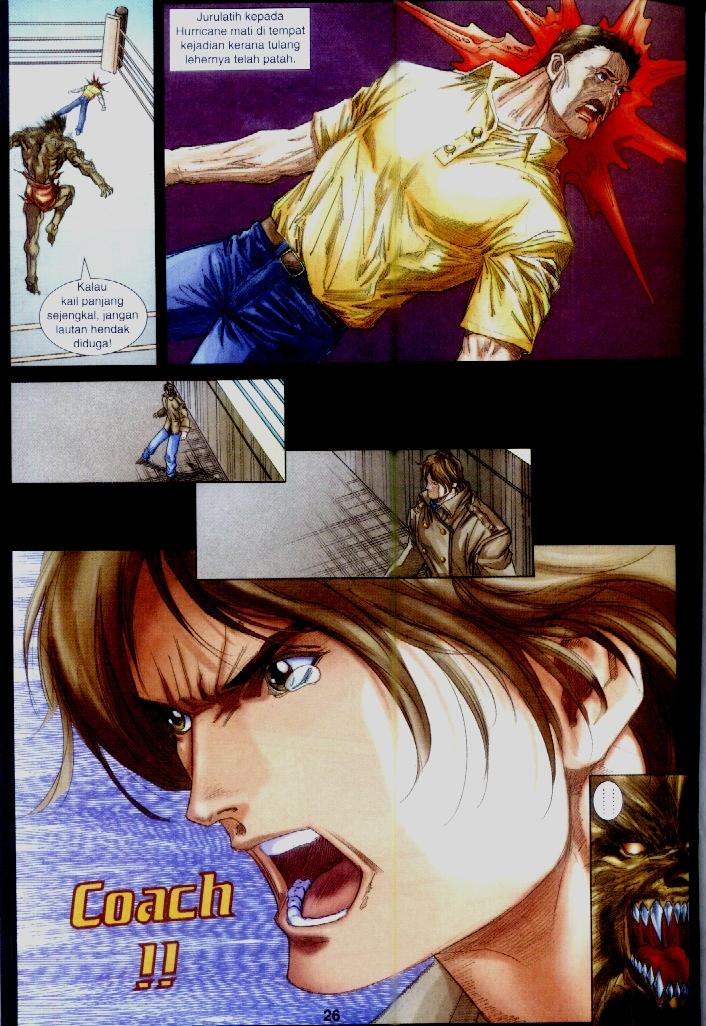 Jurulatih kepada
Hurricane mati di tempat
kejadian kerana tulang
lehernya telah patah.
Kalau
kail panjang
sejengkal, jangan
lautan hendak
diduga!
Coach
!!
26